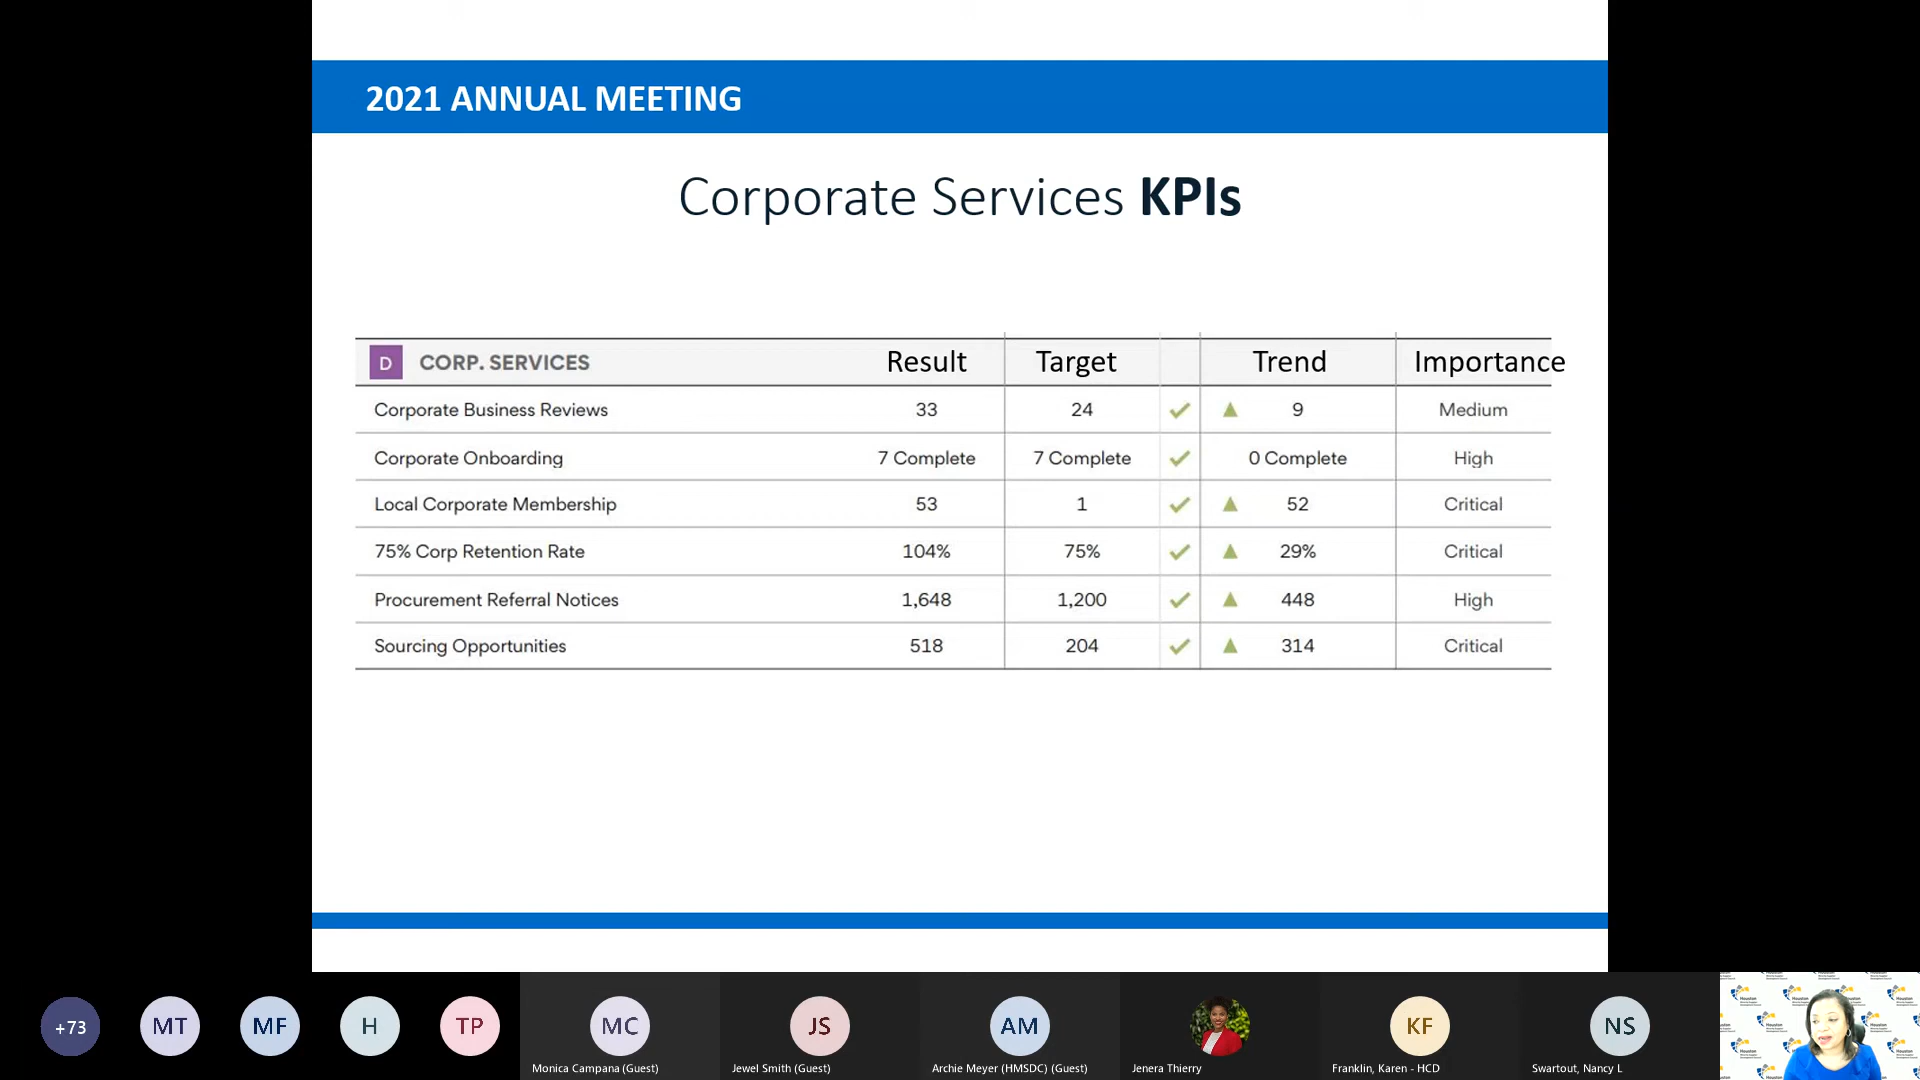 2021 ANNUAL MEETING
Corporate Services KPIs
D CORP. SERVICES Result Target Trend Importance
Corporate Business Reviews 33 24 ✓ ▲ 9 Medium
Corporate Onboarding 7 Complete 7 Complete ✓ 0 Complete High
Local Corporate Membership 53 1 ✓ ▲ 52 Critical
75% Corp Retention Rate 104% 75% ✓ ▲ 29% Critical
Procurement Referral Notices 1,648 1,200 ✓ ▲ 448 High
Sourcing Opportunities 518 204 ✓ ▲ 314 Critical
+73 MT MF H TP MC JS AM KF NS
Monica Campana (Guest) Jewel Smith (Guest) Archie Meyer (HMSDC) (Guest) Jenera Thierry Franklin, Karen - HCD Swartout, Nancy L
Houston